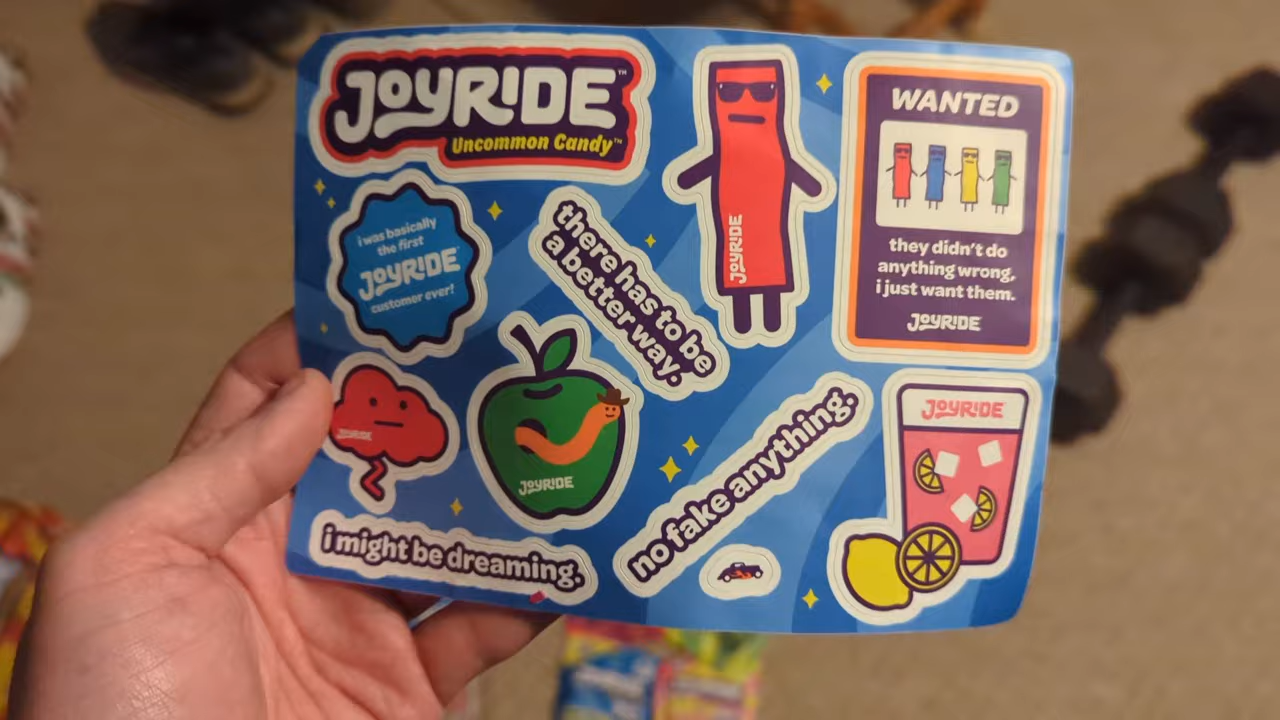 JOYRIDE™
Uncommon Candy™
WANTED
they didn't do
anything wrong,
i just want them.
JOYRIDE
JOYRIDE
i was basically
the first
JOYRIDE
customer ever!
there has to be
a better way.
JOYRIDE
JOYRIDE
JOYRIDE
no fake anything.
i might be dreaming.